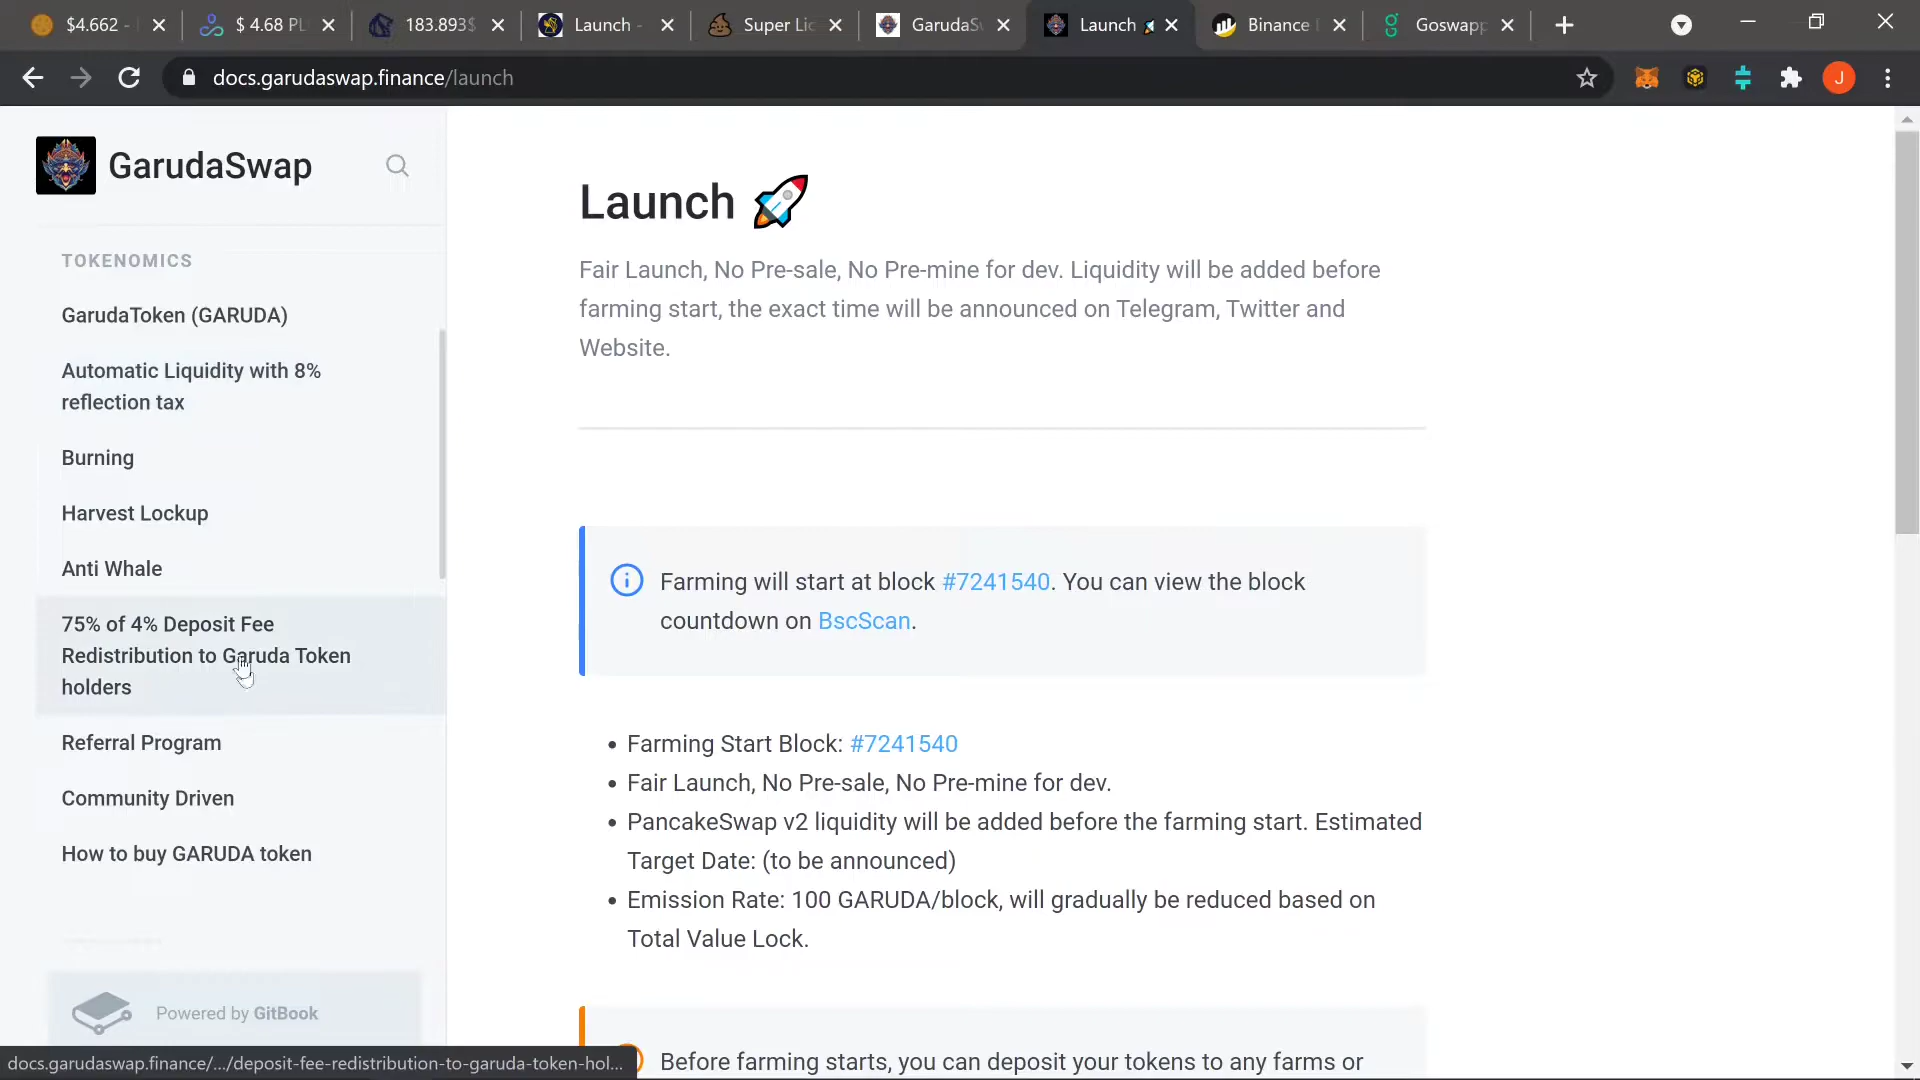 $4.662 -
$ 4.68 PL
183.893$
Launch -
Super Lic
GarudaSw
Launch 🚀
Binance
Goswapp
docs.garudaswap.finance/launch
J
GarudaSwap
TOKENOMICS
GarudaToken (GARUDA)
Automatic Liquidity with 8%
reflection tax
Burning
Harvest Lockup
Anti Whale
75% of 4% Deposit Fee
Redistribution to Garuda Token
holders
Referral Program
Community Driven
How to buy GARUDA token
Powered by GitBook
docs.garudaswap.finance/.../deposit-fee-redistribution-to-garuda-token-hol...
Launch 🚀
Fair Launch, No Pre-sale, No Pre-mine for dev. Liquidity will be added before
farming start, the exact time will be announced on Telegram, Twitter and
Website.
Farming will start at block #7241540. You can view the block
countdown on BscScan.
• Farming Start Block: #7241540
• Fair Launch, No Pre-sale, No Pre-mine for dev.
• PancakeSwap v2 liquidity will be added before the farming start. Estimated
Target Date: (to be announced)
• Emission Rate: 100 GARUDA/block, will gradually be reduced based on
Total Value Lock.
Before farming starts, you can deposit your tokens to any farms or